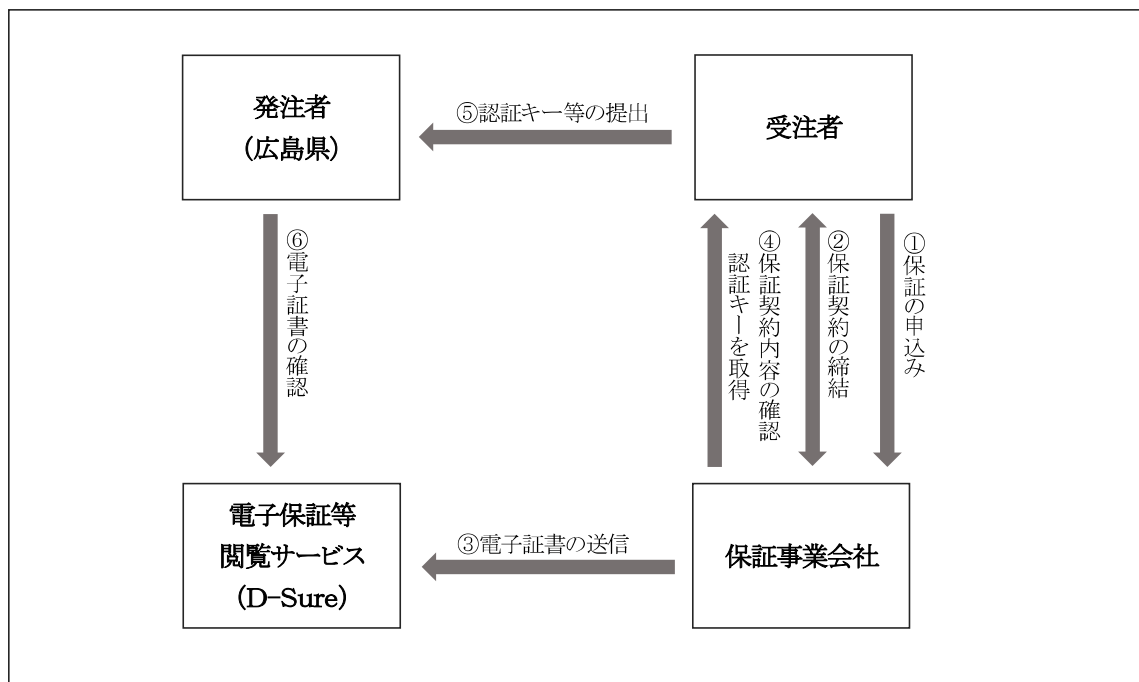 発注者
（広島県）
⑤認証キー等の提出
受注者
⑥電子証書の確認
①保証の申込み
②保証契約の締結
④保証契約内容の確認
認証キーを取得
電子保証等
閲覧サービス
（D-Sure）
③電子証書の送信
保証事業会社